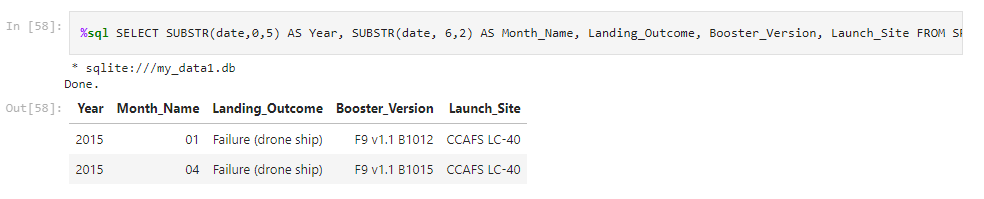 In [58]: %sql SELECT SUBSTR(date,0,5) AS Year, SUBSTR(date, 6,2) AS Month_Name, Landing_Outcome, Booster_Version, Launch_Site FROM
* sqlite:///my_data1.db
Done.
Out[58]: Year Month_Name Landing_Outcome Booster_Version Launch_Site
2015 01 Failure (drone ship) F9 v1.1 B1012 CCAFS LC-40
2015 04 Failure (drone ship) F9 v1.1 B1015 CCAFS LC-40